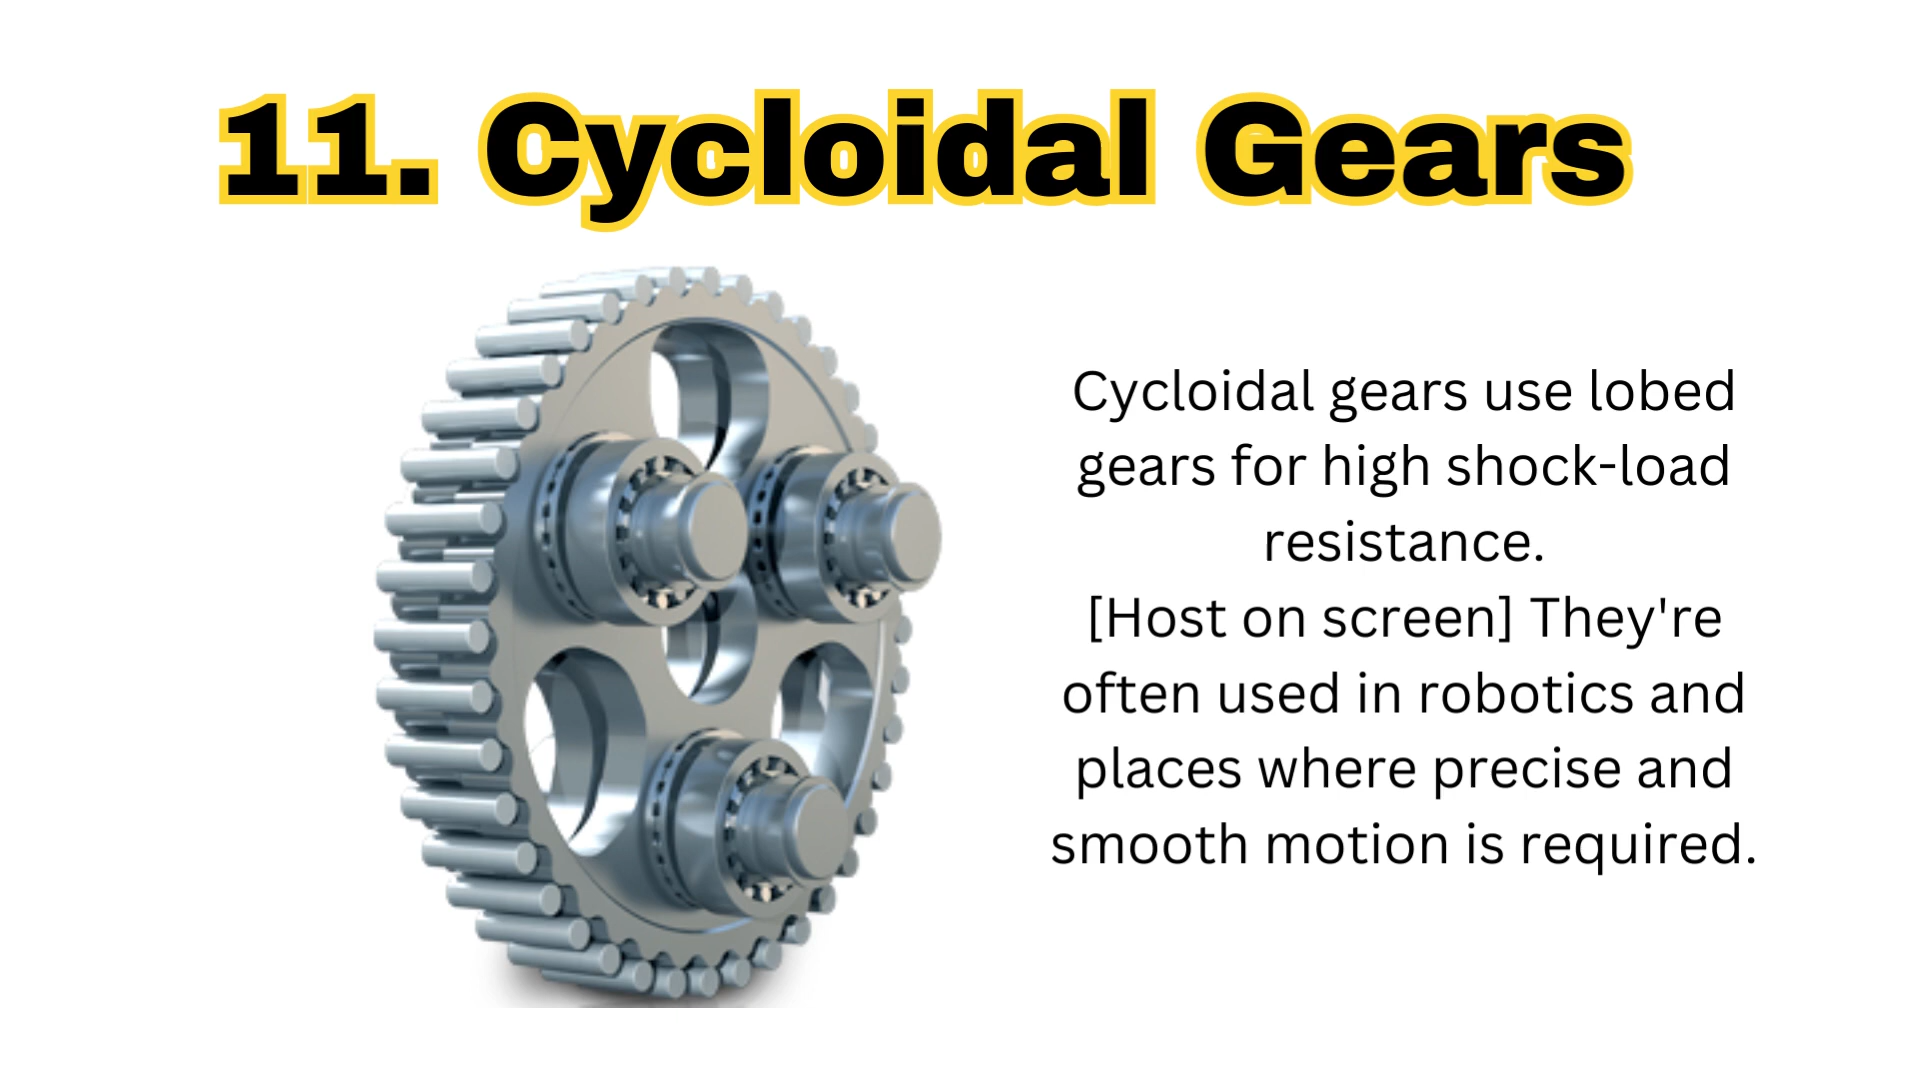 11. Cycloidal Gears
Cycloidal gears use lobed
gears for high shock-load
resistance.
[Host on screen] They're
often used in robotics and
places where precise and
smooth motion is required.